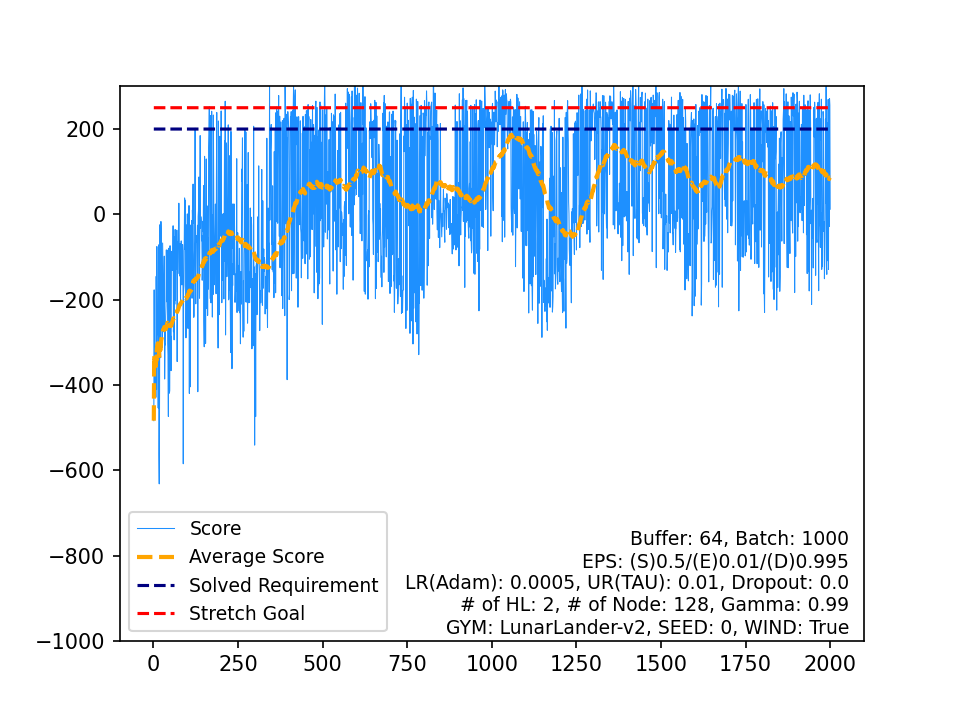 200
0
−200
−400
−600
−800
−1000
0
250
500
750
1000
1250
1500
1750
2000
Score
Average Score
Solved Requirement
Stretch Goal
Buffer: 64, Batch: 1000
EPS: (S)0.5/(E)0.01/(D)0.995
LR(Adam): 0.0005, UR(TAU): 0.01, Dropout: 0.0
# of HL: 2, # of Node: 128, Gamma: 0.99
GYM: LunarLander-v2, SEED: 0, WIND: True